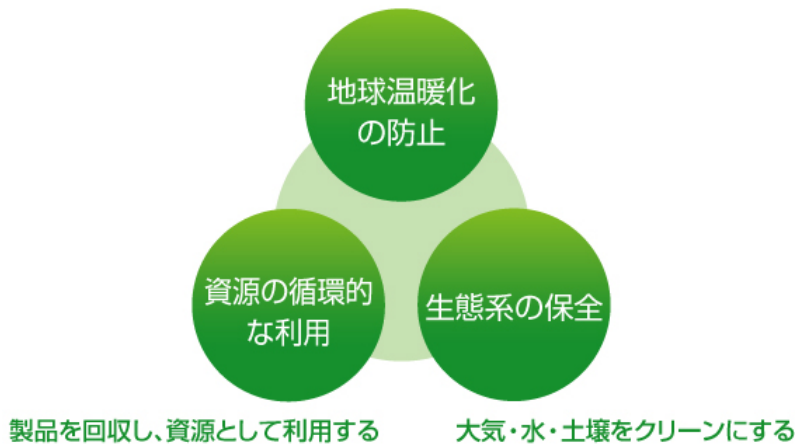 地球温暖化
の防止
資源の循環的
な利用
生態系の保全
製品を回収し、資源として利用する
大気・水・土壌をクリーンにする